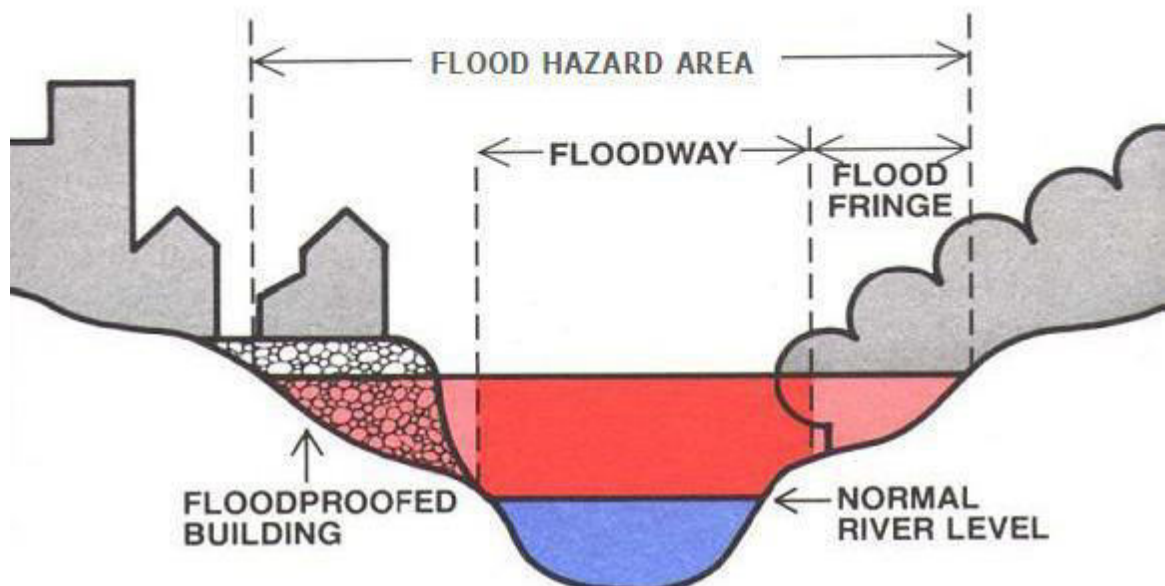 FLOOD HAZARD AREA
FLOODWAY
FLOOD
FRINGE
FLOODPROOFED
BUILDING
NORMAL
RIVER LEVEL